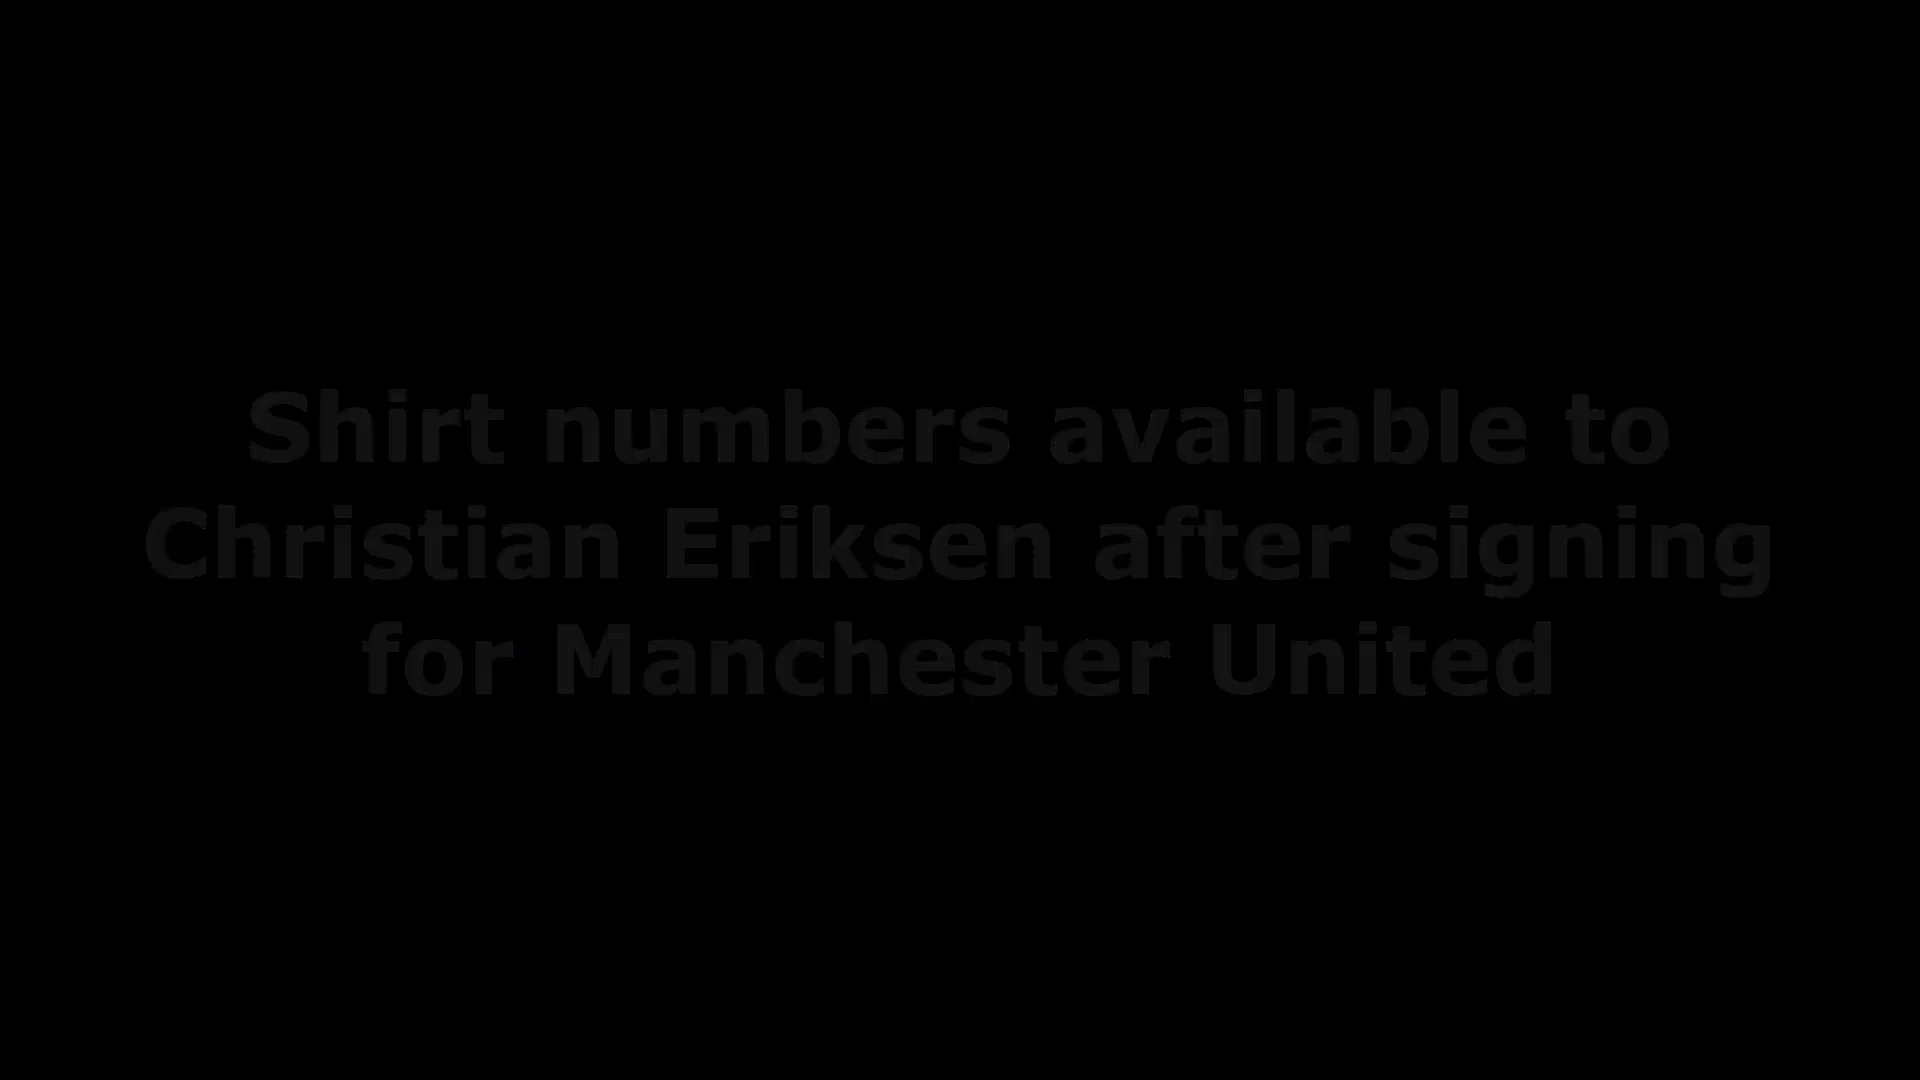 Shirt numbers available to
Christian Eriksen after signing
for Manchester United